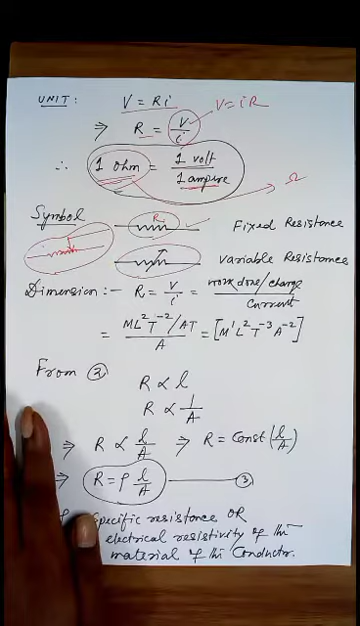 UNIT: V = Ri
⇒ R = V/i V = iR
∴ 1 Ohm = 1 volt / 1 ampire Ω
Symbol R Fixed Resistance
variable Resistances
Dimension :- R = V/i = work done/charge / Current
= ML²T⁻²/AT / A = [M¹L²T⁻³A⁻²]
From ②
R ∝ l
R ∝ 1/A
⇒ R ∝ l/A ⇒ R = Const (l/A)
⇒ R = ρ l/A ③
specific resistance OR
electrical resistivity of the
material of the Conductor.